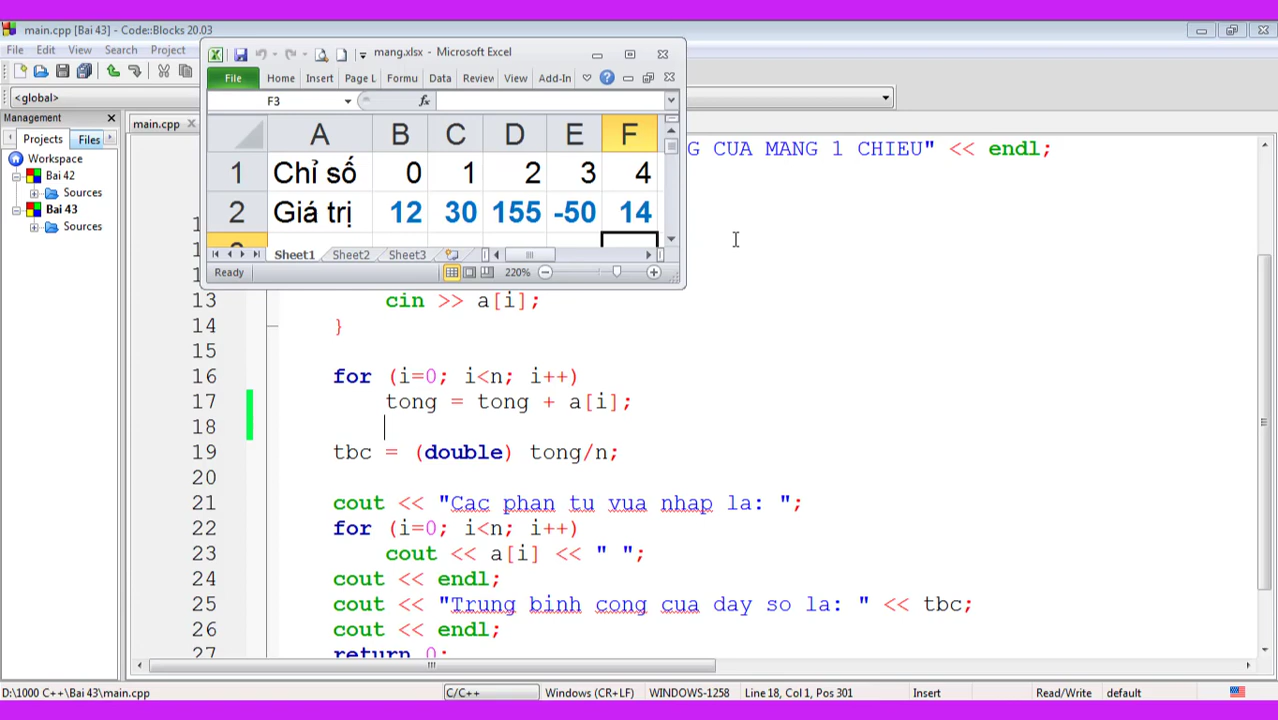 main.cpp [Bai 43] - Code::Blocks 20.03
File Edit View Search Project
<global>
Management
Projects Files
Workspace
Bai 42
Sources
Bai 43
Sources
mang.xlsx - Microsoft Excel
File Home Insert Page L Formu Data Review View Add-In
F3 fx
A B C D E F
1 Chỉ số 0 1 2 3 4
2 Giá trị 12 30 155 -50 14
Sheet1 Sheet2 Sheet3
Ready 220%
main.cpp
G CUA MANG 1 CHIEU" << endl;
13 cin >> a[i];
14 }
15
16 for (i=0; i<n; i++)
17 tong = tong + a[i];
18
19 tbc = (double) tong/n;
20
21 cout << "Cac phan tu vua nhap la: ";
22 for (i=0; i<n; i++)
23 cout << a[i] << " ";
24 cout << endl;
25 cout << "Trung binh cong cua day so la: " << tbc;
26 cout << endl;
27 return 0;
D:\1000 C++\Bai 43\main.cpp C/C++ Windows (CR+LF) WINDOWS-1258 Line 18, Col 1, Pos 301 Insert Read/Write default